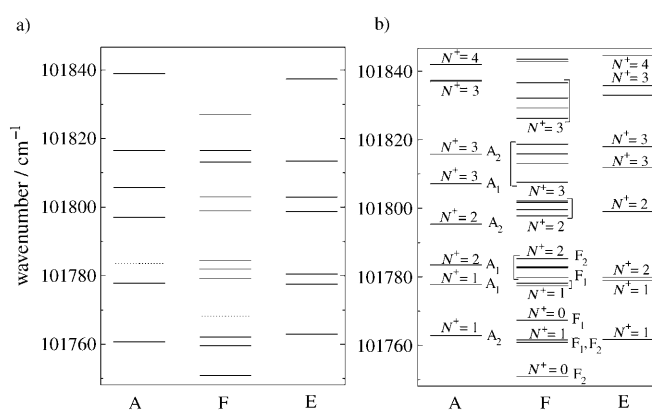 a)
b)
wavenumber / cm⁻¹
101840
101820
101800
101780
101760
A F E
101840
101820
101800
101780
101760
N⁺ = 4
N⁺ = 3
N⁺ = 3 A₂
N⁺ = 3 A₁
N⁺ = 2 A₂
N⁺ = 2 A₁
N⁺ = 1 A₁
N⁺ = 1 A₂
N⁺ = 3
N⁺ = 3
N⁺ = 2
N⁺ = 2 F₂
F₁
N⁺ = 1
N⁺ = 0 F₁
N⁺ = 1 F₁,F₂
N⁺ = 0 F₂
N⁺ = 4
N⁺ = 3
N⁺ = 3
N⁺ = 3
N⁺ = 2
N⁺ = 2
N⁺ = 1
N⁺ = 1
A F E